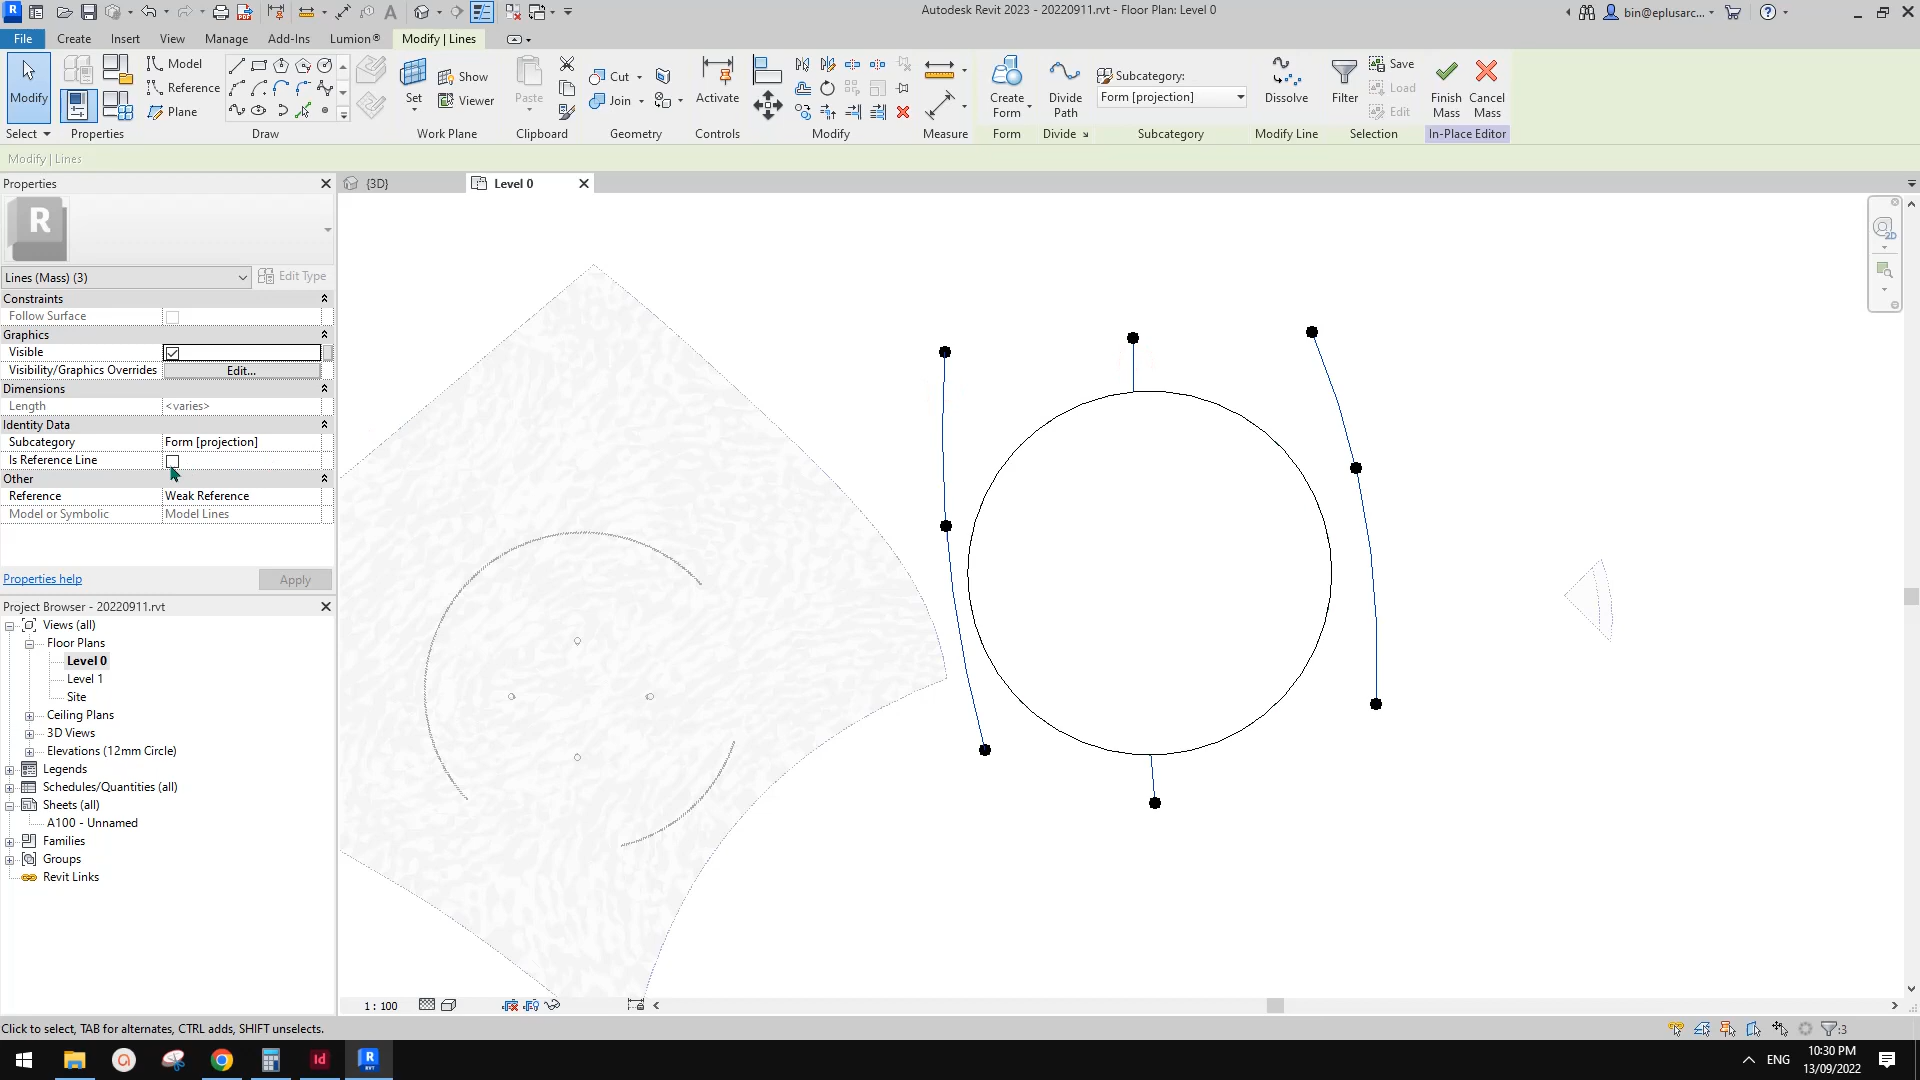 Autodesk Revit 2023 - 20220911.rvt - Floor Plan: Level 0
bin@eplusarc...
File
Create
Insert
View
Manage
Add-Ins
Lumion®
Modify | Lines
Modify
Model
Reference
Plane
Set
Show
Viewer
Paste
Cut
Join
Activate
Create
Form
Divide
Path
Subcategory:
Form [projection]
Dissolve
Filter
Save
Load
Edit
Finish
Mass
Cancel
Mass
Select
Properties
Draw
Work Plane
Clipboard
Geometry
Controls
Modify
Measure
Form
Divide
Subcategory
Modify Line
Selection
In-Place Editor
Modify | Lines
Properties
{3D}
Level 0
R
Lines (Mass) (3)
Edit Type
Constraints
Follow Surface
Graphics
Visible
Visibility/Graphics Overrides
Edit...
Dimensions
Length
<varies>
Identity Data
Subcategory
Form [projection]
Is Reference Line
Other
Reference
Weak Reference
Model or Symbolic
Model Lines
Properties help
Apply
Project Browser - 20220911.rvt
Views (all)
Floor Plans
Level 0
Level 1
Site
Ceiling Plans
3D Views
Elevations (12mm Circle)
Legends
Schedules/Quantities (all)
Sheets (all)
A100 - Unnamed
Families
Groups
Revit Links
2D
1 : 100
Click to select, TAB for alternates, CTRL adds, SHIFT unselects.
:3
Id
R
ENG
10:30 PM
13/09/2022